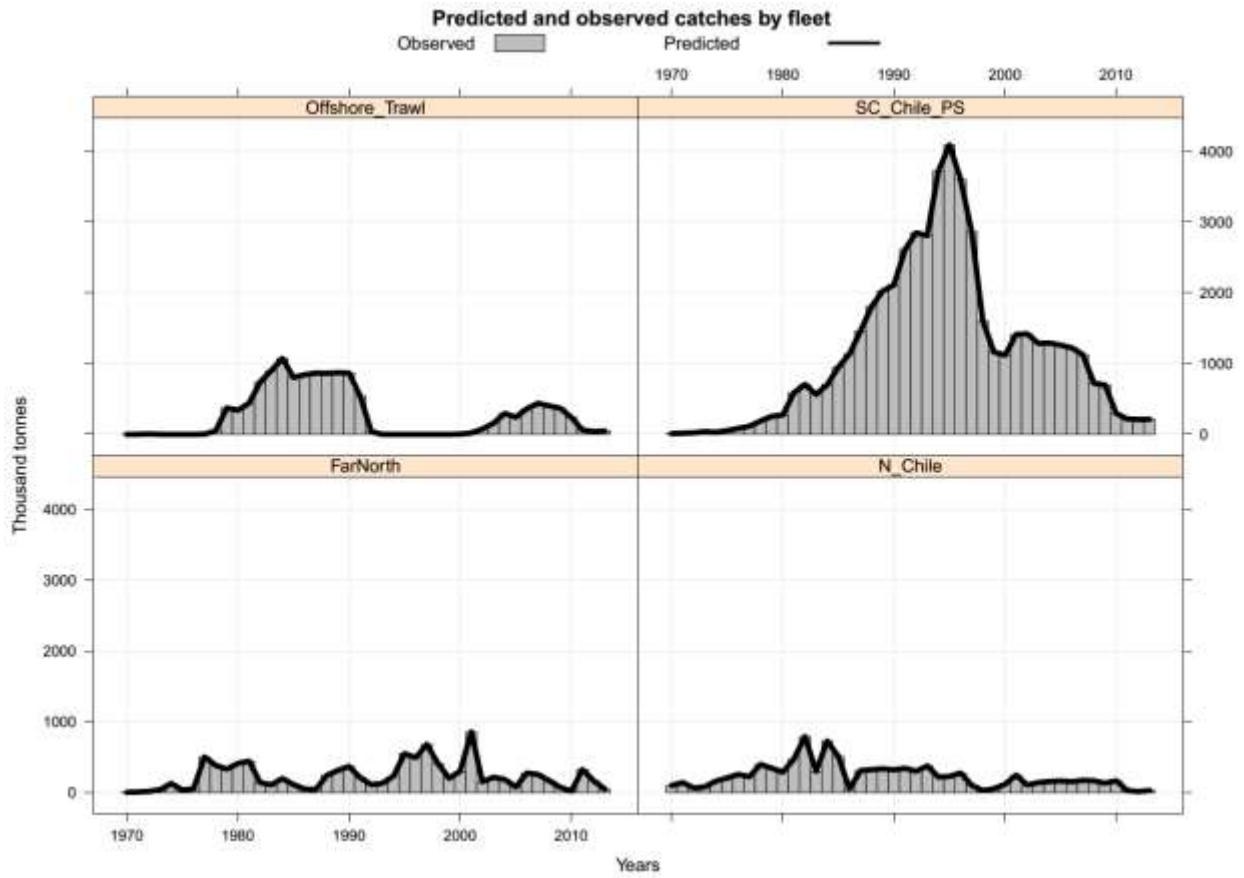 Predicted and observed catches by fleet
Observed Predicted
1970 1980 1990 2000 2010
Offshore_Trawl SC_Chile_PS
4000
3000
2000
1000
0
FarNorth N_Chile
4000
3000
2000
1000
0
Thousand tonnes
1970 1980 1990 2000 2010
Years